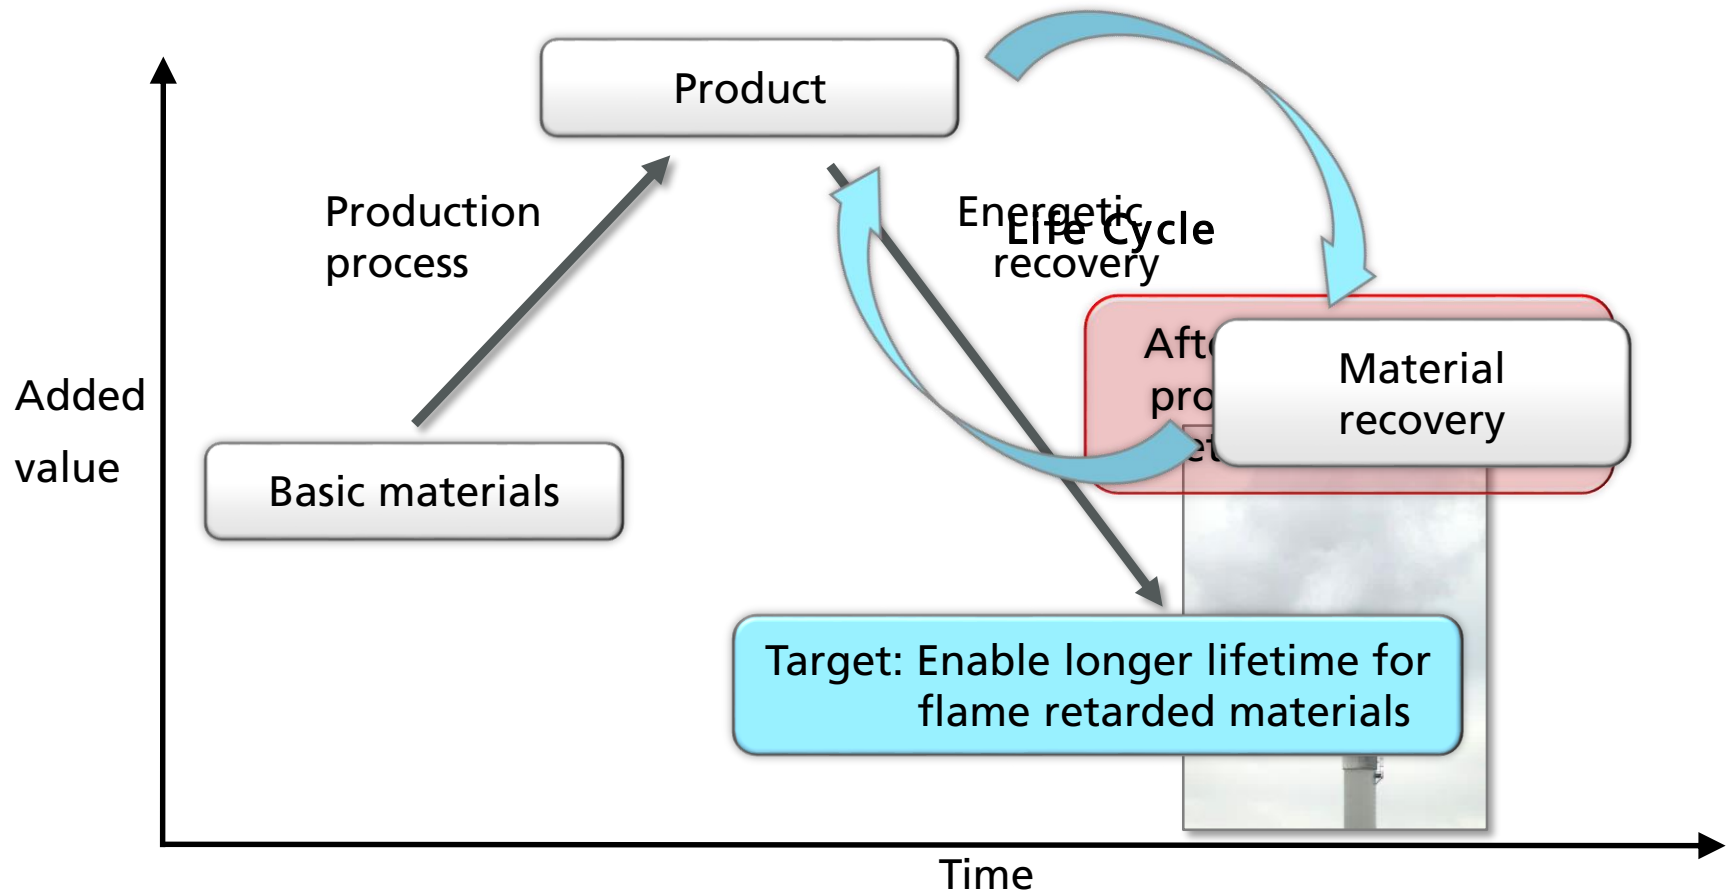 Product
Production
process
Energetic
recovery
Life Cycle
Material
recovery
Added
value
Basic materials
Target: Enable longer lifetime for
flame retarded materials
Time